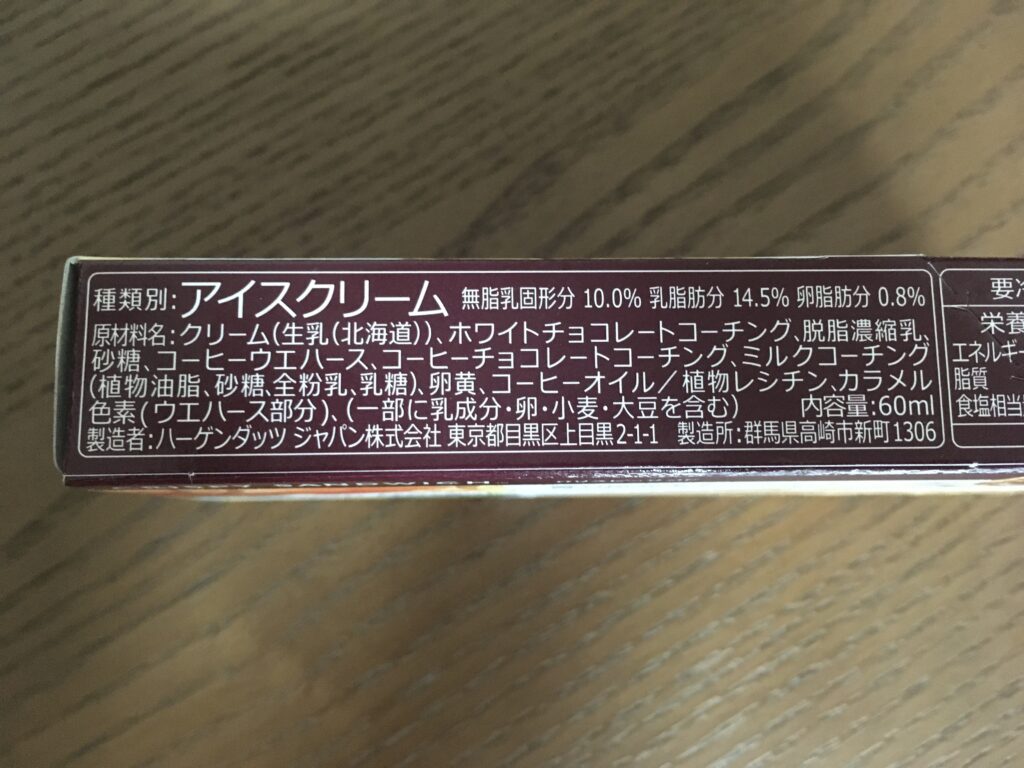 種類別:アイスクリーム 無脂乳固形分 10.0% 乳脂肪分 14.5% 卵脂肪分 0.8%
原材料名:クリーム(生乳(北海道))、ホワイトチョコレートコーチング、脱脂濃縮乳、
砂糖、コーヒーウエハース、コーヒーチョコレートコーチング、ミルクコーチング
(植物油脂、砂糖、全粉乳、乳糖)、卵黄、コーヒーオイル/植物レシチン、カラメル
色素(ウエハース部分)、(一部に乳成分・卵・小麦・大豆を含む) 内容量:60ml
製造者:ハーゲンダッツ ジャパン株式会社 東京都目黒区上目黒2-1-1 製造所:群馬県高崎市新町1306
要冷
栄養
エネルギー
脂質
食塩相当